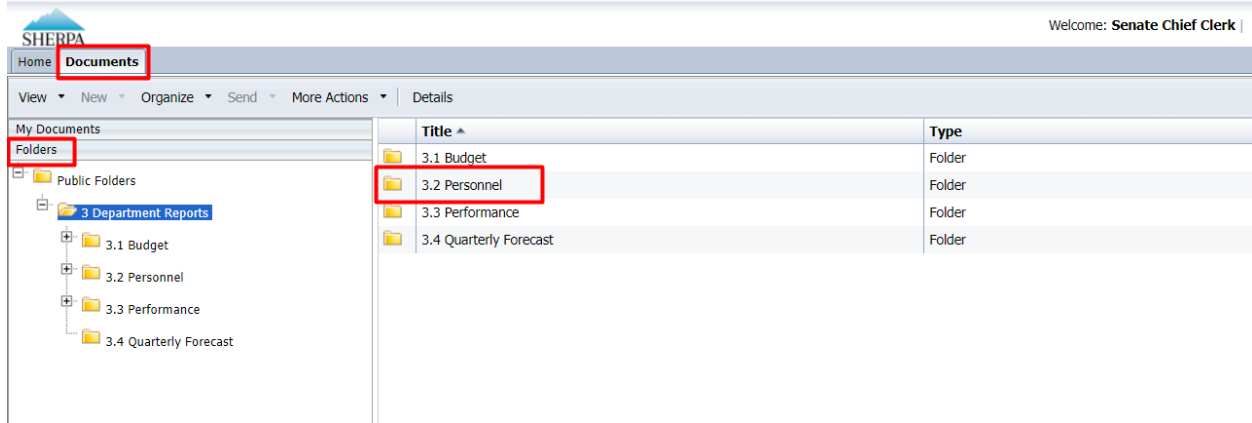 SHERPA
Welcome: Senate Chief Clerk |
Home Documents
View New Organize Send More Actions Details
My Documents
Folders
Public Folders
3 Department Reports
3.1 Budget
3.2 Personnel
3.3 Performance
3.4 Quarterly Forecast
Title Type
3.1 Budget Folder
3.2 Personnel Folder
3.3 Performance Folder
3.4 Quarterly Forecast Folder